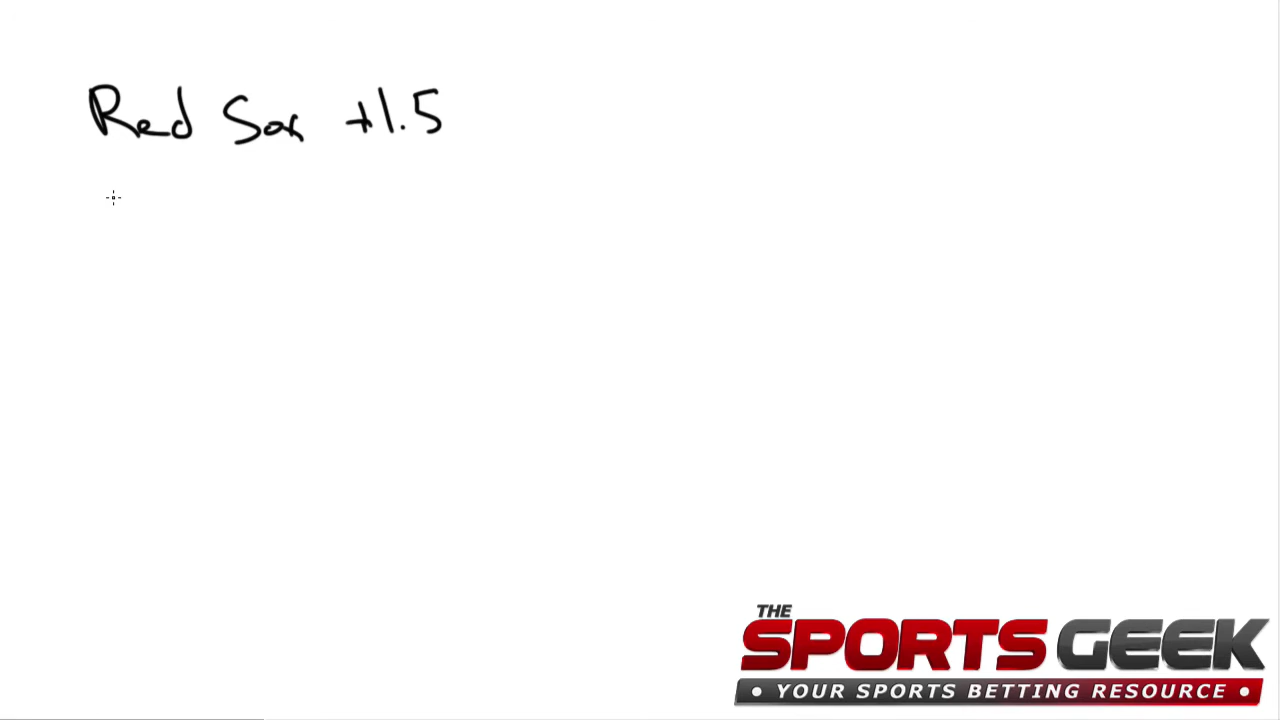 Red Sox +1.5
THE
SPORTS GEEK
• YOUR SPORTS BETTING RESOURCE •